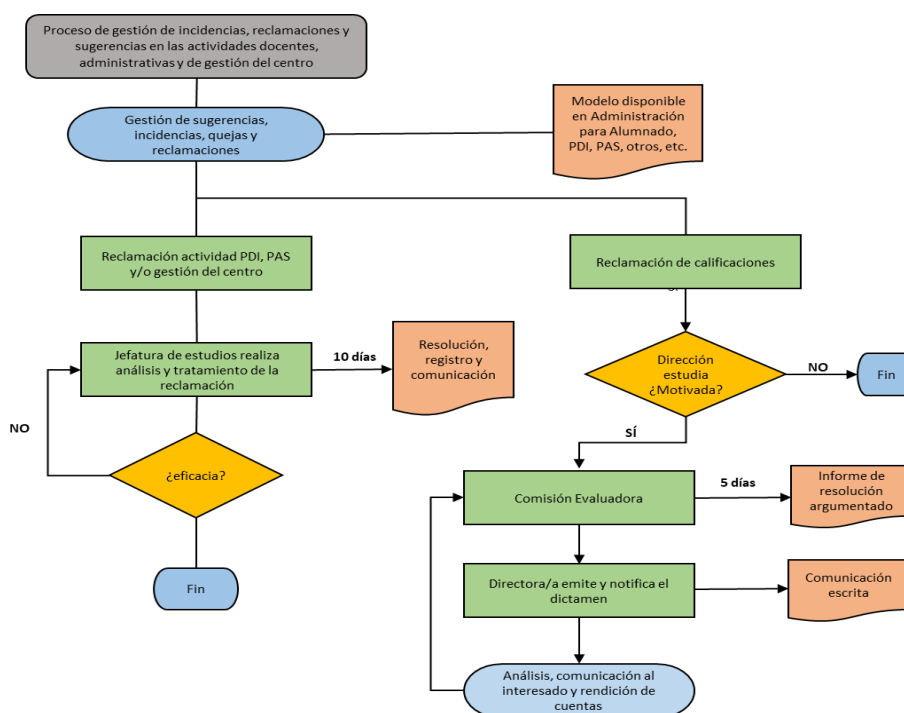 Proceso de gestión de incidencias, reclamaciones y
sugerencias en las actividades docentes,
administrativas y de gestión del centro
Gestión de sugerencias,
incidencias, quejas y
reclamaciones
Modelo disponible
en Administración
para Alumnado,
PDI, PAS, otros, etc.
Reclamación actividad PDI, PAS
y/o gestión del centro
Reclamación de calificaciones
Jefatura de estudios realiza
análisis y tratamiento de la
reclamación
10 días
Resolución,
registro y
comunicación
Dirección
estudia
¿Motivada?
NO
Fin
NO
¿eficacia?
SÍ
Comisión Evaluadora
5 días
Informe de
resolución
argumentado
Fin
Directora/a emite y notifica el
dictamen
Comunicación
escrita
Análisis, comunicación al
interesado y rendición de
cuentas